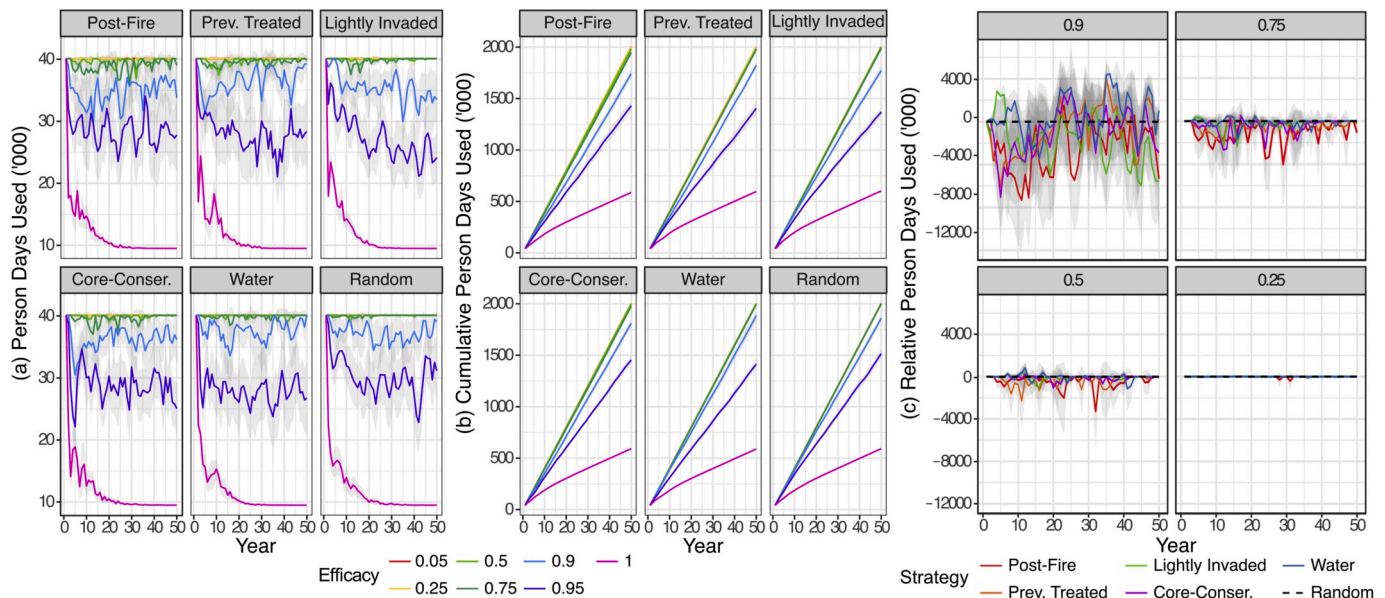 (a) Person Days Used ('000)
Post-Fire Prev. Treated Lightly Invaded
40
30
20
10
Core-Conser. Water Random
40
30
20
10
0 10 20 30 40 50 0 10 20 30 40 50 0 10 20 30 40 50
Year
(b) Cumulative Person Days Used ('000)
Post-Fire Prev. Treated Lightly Invaded
2000
1500
1000
500
0
Core-Conser. Water Random
2000
1500
1000
500
0
0 10 20 30 40 50 0 10 20 30 40 50 0 10 20 30 40 50
Year
Efficacy 0.05 0.5 0.9 1
0.25 0.75 0.95
(c) Relative Person Days Used ('000)
0.9 0.75
4000
0
−4000
−8000
−12000
0.5 0.25
4000
0
−4000
−8000
−12000
0 10 20 30 40 50 0 10 20 30 40 50
Year
Strategy Post-Fire Lightly Invaded Water
Prev. Treated Core-Conser. Random